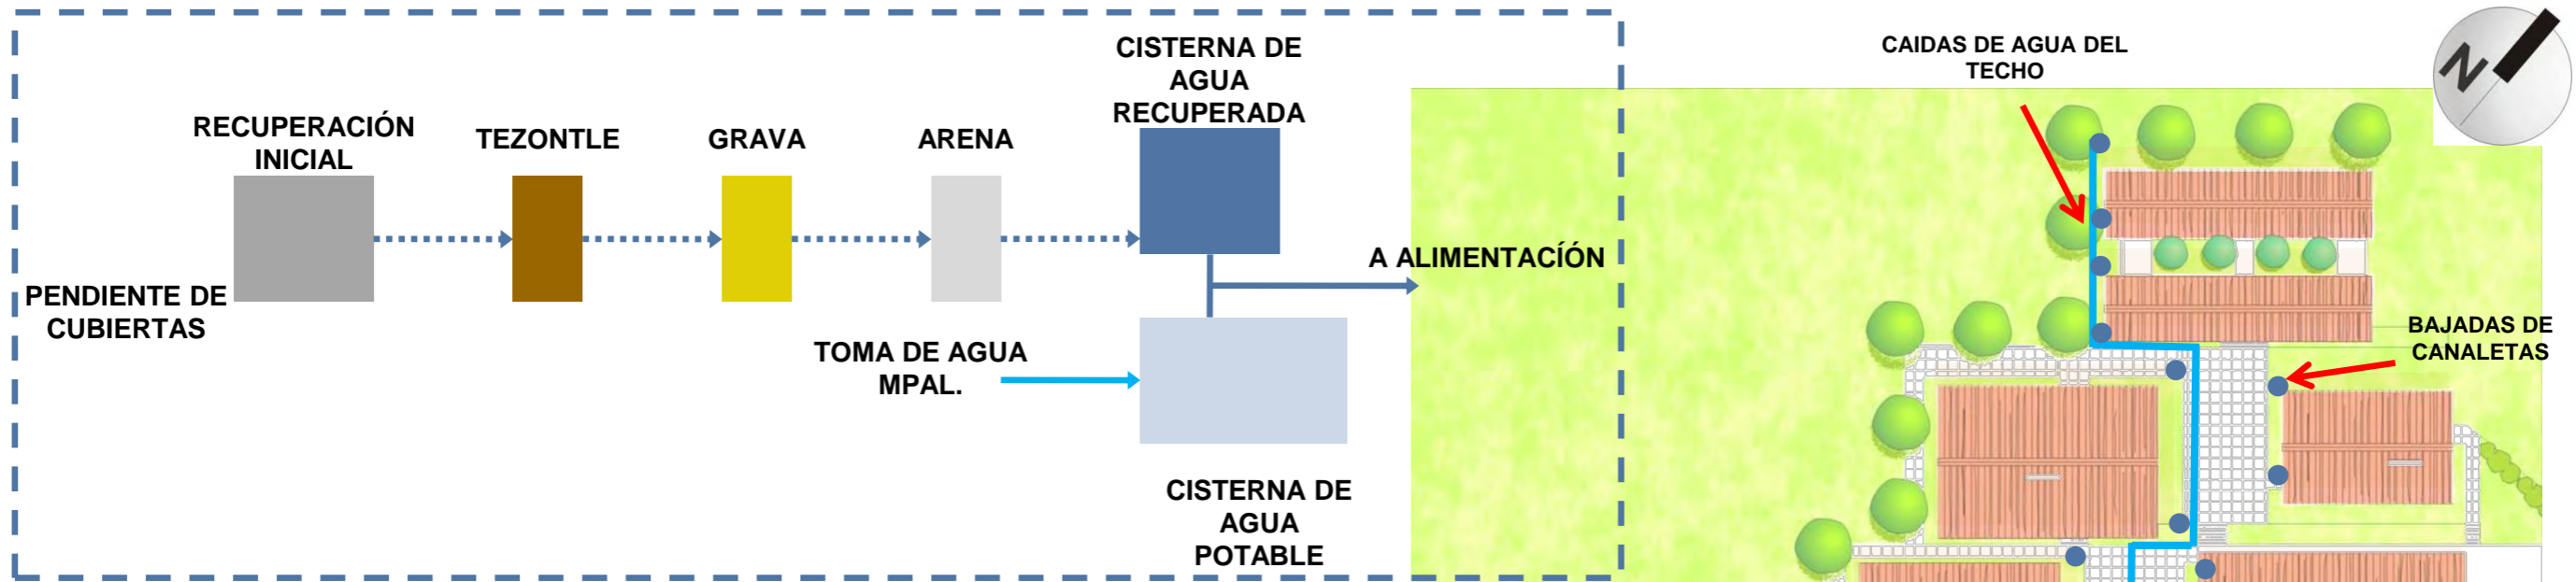 RECUPERACIÓN
INICIAL
TEZONTLE
GRAVA
ARENA
CISTERNA DE
AGUA
RECUPERADA
PENDIENTE DE
CUBIERTAS
A ALIMENTACÍÓN
TOMA DE AGUA
MPAL.
CISTERNA DE
AGUA
POTABLE
CAIDAS DE AGUA DEL
TECHO
N
BAJADAS DE
CANALETAS